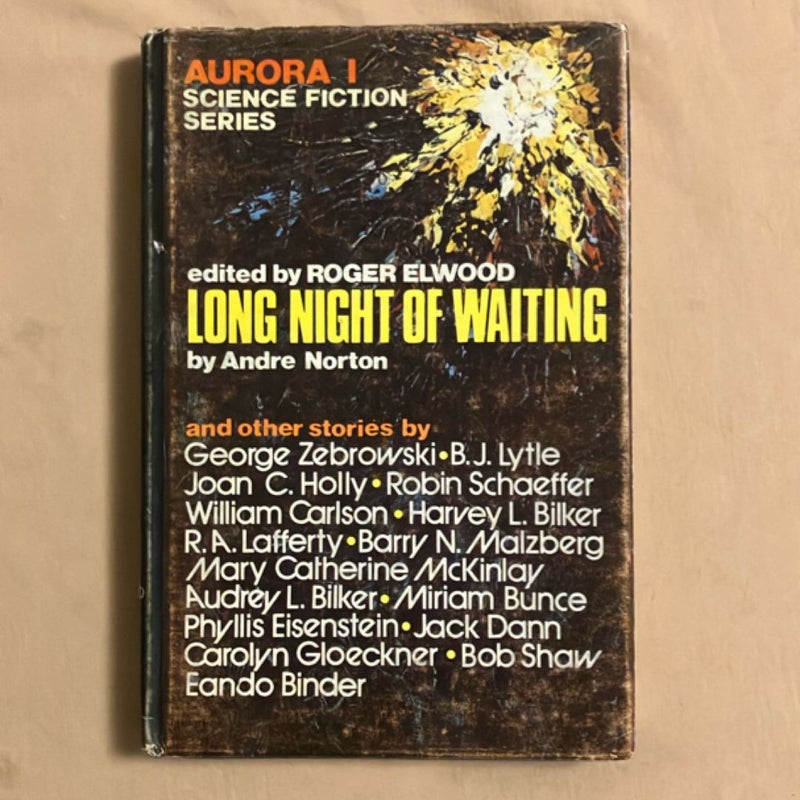 AURORA I
SCIENCE FICTION
SERIES
edited by ROGER ELWOOD
LONG NIGHT OF WAITING
by Andre Norton
and other stories by
George Zebrowski•B.J. Lytle
Joan C. Holly•Robin Schaeffer
William Carlson•Harvey L. Bilker
R.A. Lafferty•Barry N. Malzberg
Mary Catherine McKinlay
Audrey L. Bilker•Miriam Bunce
Phyllis Eisenstein•Jack Dann
Carolyn Gloeckner•Bob Shaw
Eando Binder